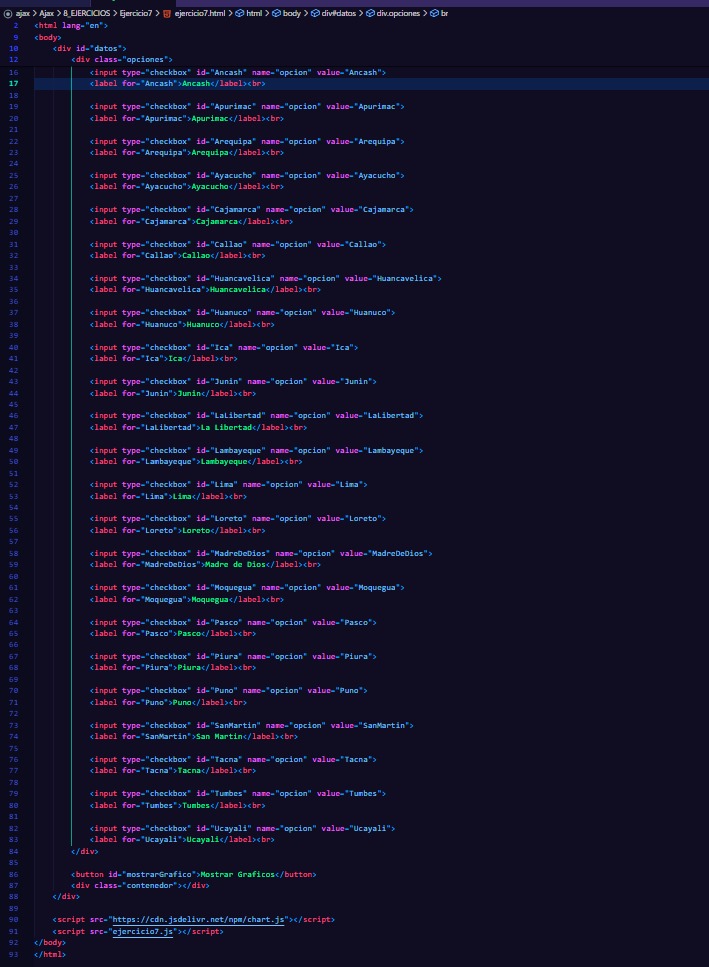 ajax > Ajax > 8_EJERCICIOS > Ejercicio7 > ejercicio7.html > html > body > div#datos > div.opciones > br
2 <html lang="en">
9 <body>
10 <div id="datos">
12 <div class="opciones">
16 <input type="checkbox" id="Ancash" name="opcion" value="Ancash">
17 <label for="Ancash">Ancash</label><br>
18
19 <input type="checkbox" id="Apurimac" name="opcion" value="Apurimac">
20 <label for="Apurimac">Apurimac</label><br>
21
22 <input type="checkbox" id="Arequipa" name="opcion" value="Arequipa">
23 <label for="Arequipa">Arequipa</label><br>
24
25 <input type="checkbox" id="Ayacucho" name="opcion" value="Ayacucho">
26 <label for="Ayacucho">Ayacucho</label><br>
27
28 <input type="checkbox" id="Cajamarca" name="opcion" value="Cajamarca">
29 <label for="Cajamarca">Cajamarca</label><br>
30
31 <input type="checkbox" id="Callao" name="opcion" value="Callao">
32 <label for="Callao">Callao</label><br>
33
34 <input type="checkbox" id="Huancavelica" name="opcion" value="Huancavelica">
35 <label for="Huancavelica">Huancavelica</label><br>
36
37 <input type="checkbox" id="Huanuco" name="opcion" value="Huanuco">
38 <label for="Huanuco">Huanuco</label><br>
39
40 <input type="checkbox" id="Ica" name="opcion" value="Ica">
41 <label for="Ica">Ica</label><br>
42
43 <input type="checkbox" id="Junin" name="opcion" value="Junin">
44 <label for="Junin">Junin</label><br>
45
46 <input type="checkbox" id="LaLibertad" name="opcion" value="LaLibertad">
47 <label for="LaLibertad">La Libertad</label><br>
48
49 <input type="checkbox" id="Lambayeque" name="opcion" value="Lambayeque">
50 <label for="Lambayeque">Lambayeque</label><br>
51
52 <input type="checkbox" id="Lima" name="opcion" value="Lima">
53 <label for="Lima">Lima</label><br>
54
55 <input type="checkbox" id="Loreto" name="opcion" value="Loreto">
56 <label for="Loreto">Loreto</label><br>
57
58 <input type="checkbox" id="MadreDeDios" name="opcion" value="MadreDeDios">
59 <label for="MadreDeDios">Madre de Dios</label><br>
60
61 <input type="checkbox" id="Moquegua" name="opcion" value="Moquegua">
62 <label for="Moquegua">Moquegua</label><br>
63
64 <input type="checkbox" id="Pasco" name="opcion" value="Pasco">
65 <label for="Pasco">Pasco</label><br>
66
67 <input type="checkbox" id="Piura" name="opcion" value="Piura">
68 <label for="Piura">Piura</label><br>
69
70 <input type="checkbox" id="Puno" name="opcion" value="Puno">
71 <label for="Puno">Puno</label><br>
72
73 <input type="checkbox" id="SanMartin" name="opcion" value="SanMartin">
74 <label for="SanMartin">San Martin</label><br>
75
76 <input type="checkbox" id="Tacna" name="opcion" value="Tacna">
77 <label for="Tacna">Tacna</label><br>
78
79 <input type="checkbox" id="Tumbes" name="opcion" value="Tumbes">
80 <label for="Tumbes">Tumbes</label><br>
81
82 <input type="checkbox" id="Ucayali" name="opcion" value="Ucayali">
83 <label for="Ucayali">Ucayali</label><br>
84 </div>
85
86 <button id="mostrarGrafico">Mostrar Graficos</button>
87 <div class="contenedor"></div>
88 </div>
89
90 <script src="https://cdn.jsdelivr.net/npm/chart.js"></script>
91 <script src="ejercicio7.js"></script>
92 </body>
93 </html>